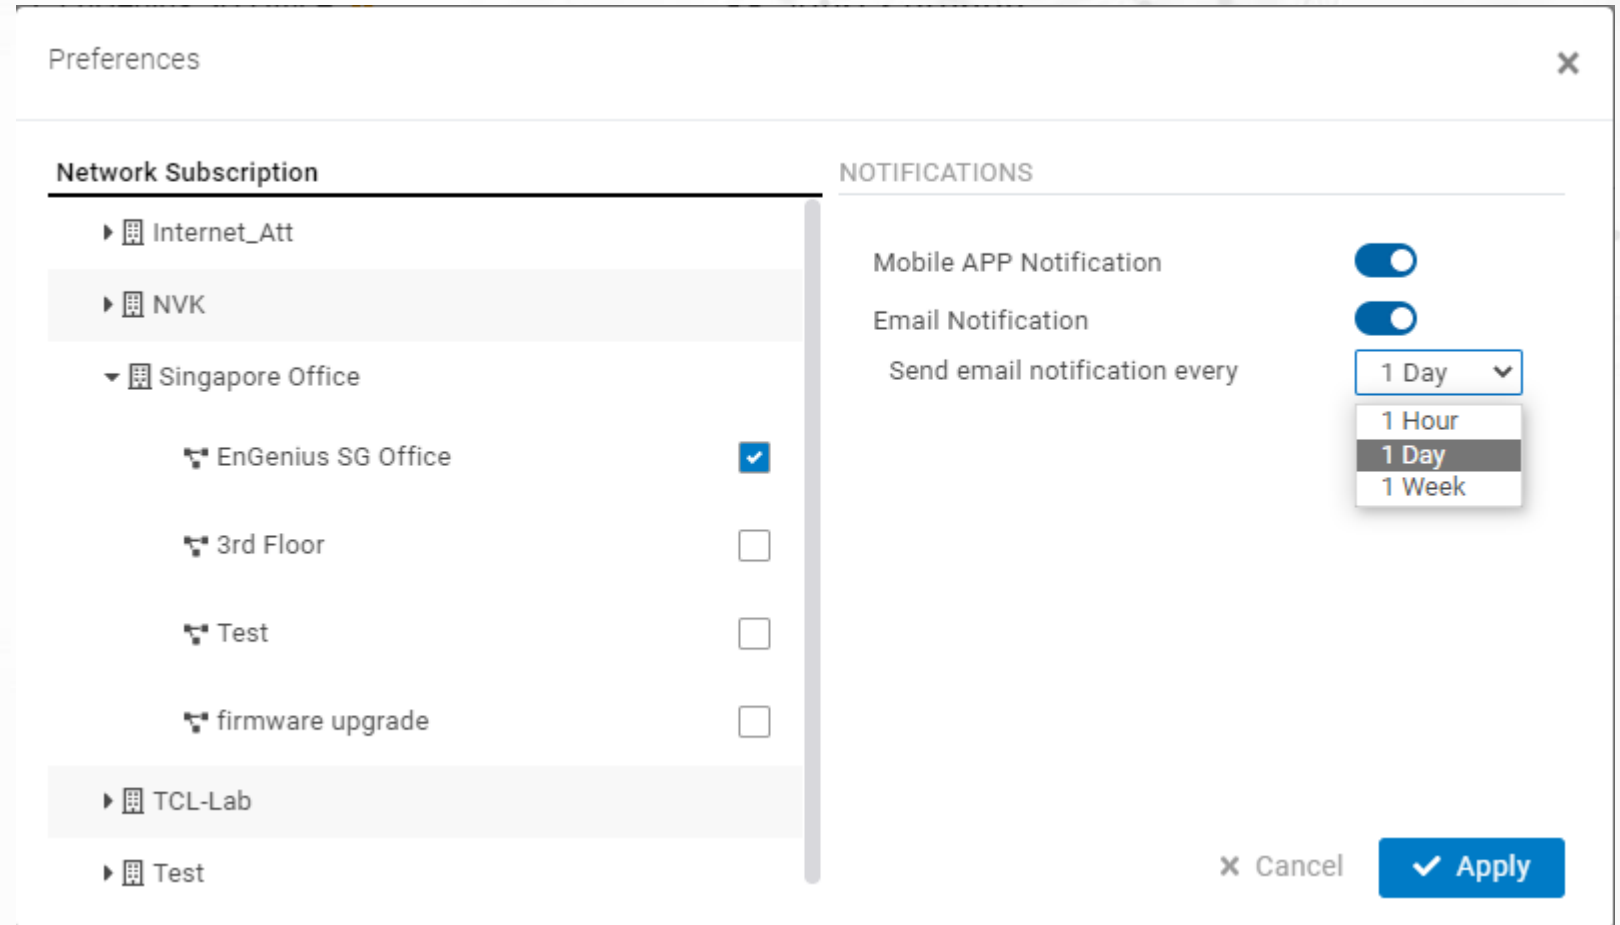 Preferences
Network Subscription
Internet_Att
NVK
Singapore Office
EnGenius SG Office
3rd Floor
Test
firmware upgrade
TCL-Lab
Test
NOTIFICATIONS
Mobile APP Notification
Email Notification
Send email notification every
1 Day
1 Hour
1 Day
1 Week
Cancel
Apply